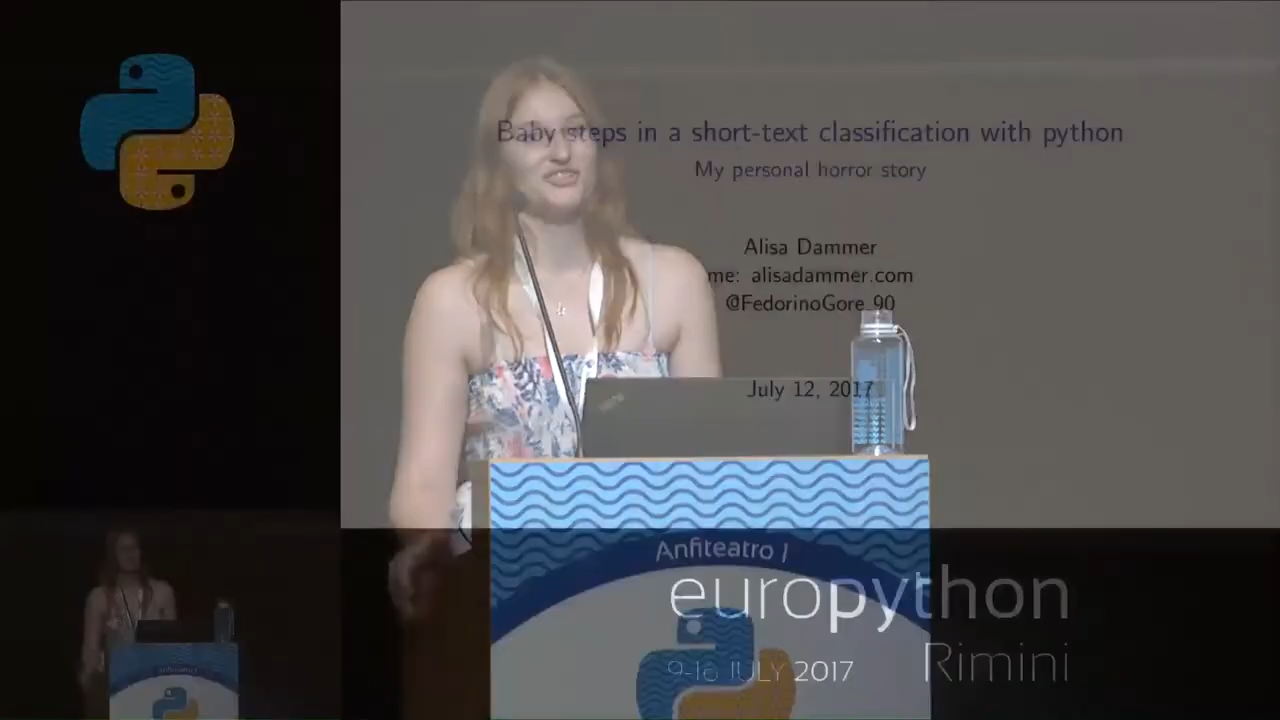 Baby steps in a short-text classification with python
My personal horror story
Alisa Dammer
me: alisadammer.com
@FedorinoGore_90
July 12, 2017
Anfiteatro
europython
9-16 JULY 2017
Rimini